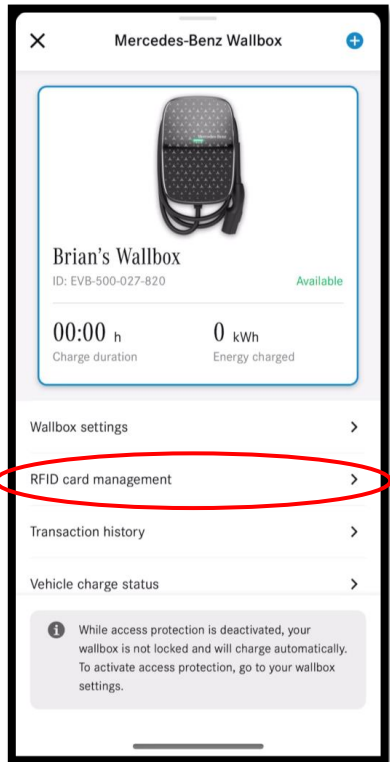 Mercedes-Benz Wallbox
Brian's Wallbox
ID: EVB-500-027-820
Available
00:00 h
0 kWh
Charge duration
Energy charged
Wallbox settings
RFID card management
Transaction history
Vehicle charge status
While access protection is deactivated, your
wallbox is not locked and will charge automatically.
To activate access protection, go to your wallbox
settings.